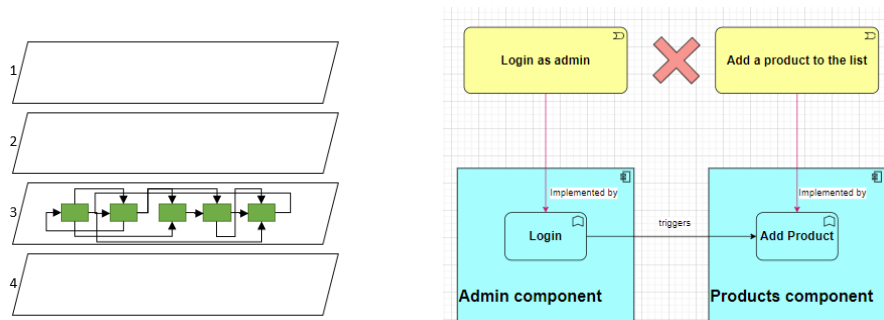 1
2
3
4
Login as admin
Add a product to the list
Implemented by
Implemented by
Login
triggers
Add Product
Admin component
Products component